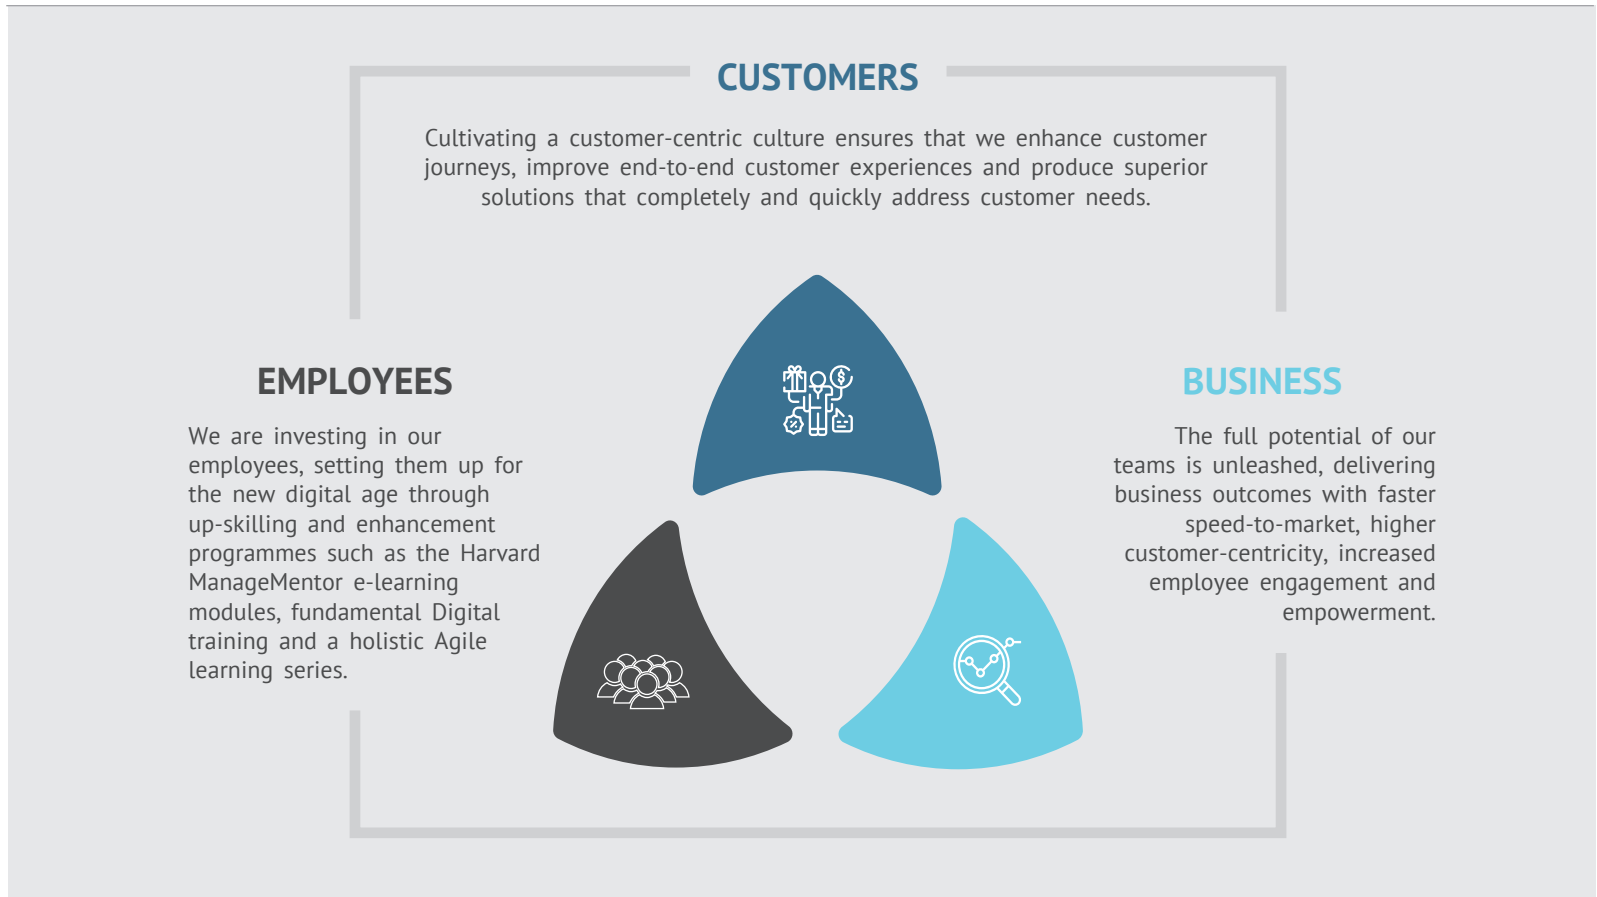 CUSTOMERS
Cultivating a customer-centric culture ensures that we enhance customer
journeys, improve end-to-end customer experiences and produce superior
solutions that completely and quickly address customer needs.
EMPLOYEES
We are investing in our
employees, setting them up for
the new digital age through
up-skilling and enhancement
programmes such as the Harvard
ManageMentor e-learning
modules, fundamental Digital
training and a holistic Agile
learning series.
BUSINESS
The full potential of our
teams is unleashed, delivering
business outcomes with faster
speed-to-market, higher
customer-centricity, increased
employee engagement and
empowerment.